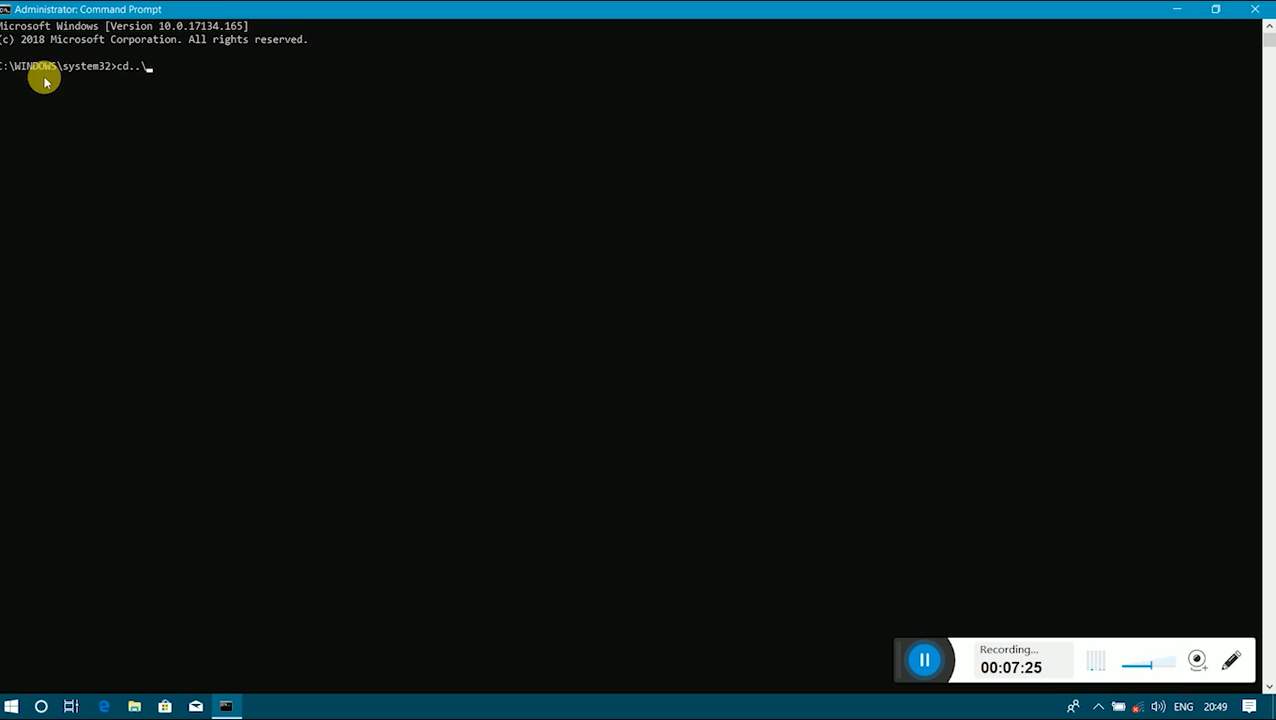 Administrator: Command Prompt
Microsoft Windows [Version 10.0.17134.165]
(c) 2018 Microsoft Corporation. All rights reserved.
C:\WINDOWS\system32>cd..\
Recording...
00:07:25
ENG
20:49